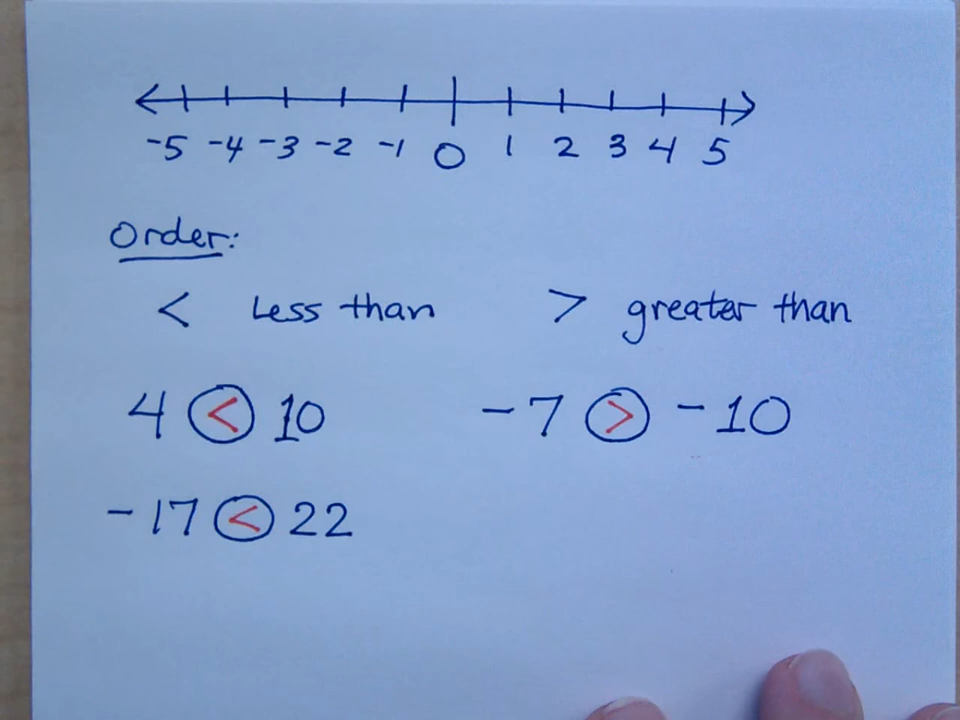 -5 -4 -3 -2 -1 0 1 2 3 4 5
Order:
< Less than > greater than
4 < 10 -7 > -10
-17 < 22